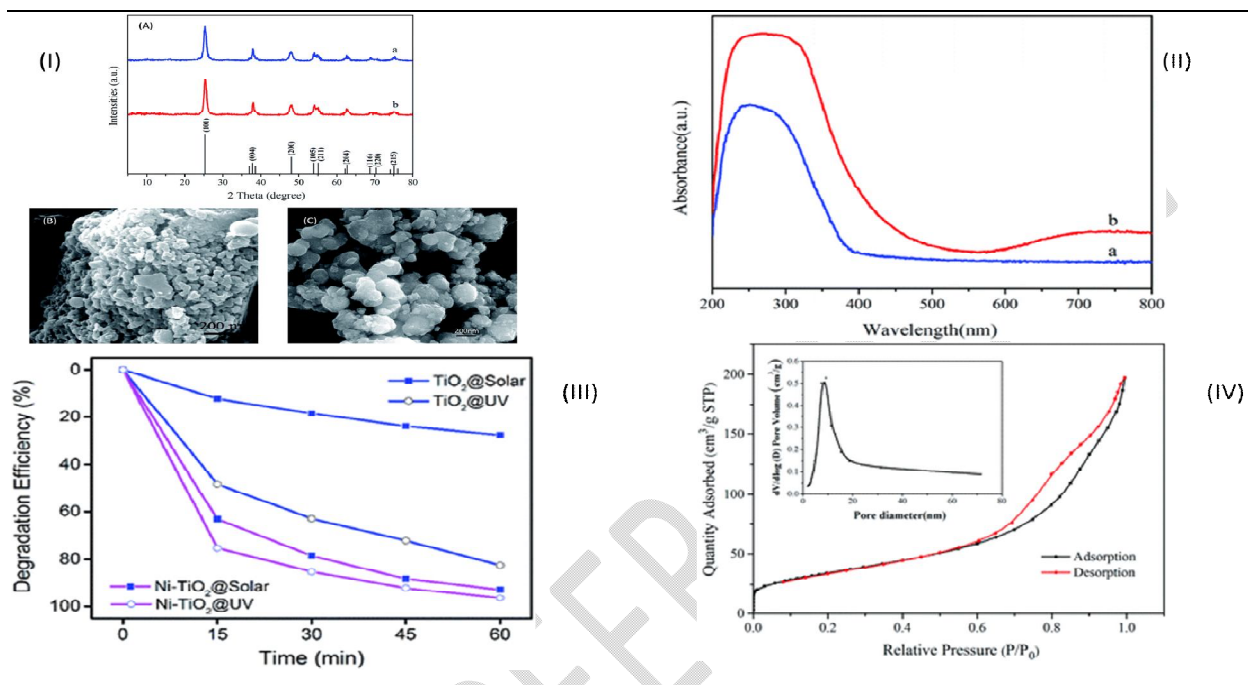 (I)
(A)
Intensities (a.u.)
a
b
(004)
(200)
(105)
(211)
(204)
(116)
(220)
(215)
5 10 20 30 40 50 60 70 80
2 Theta (degree)
(B)
200 n
(C)
200nm
(II)
Absorbance(a.u.)
b
a
200 300 400 500 600 700 800
Wavelength(nm)
(III)
Degradation Efficiency (%)
0
20
40
60
80
100
TiO2@Solar
TiO2@UV
Ni-TiO2@Solar
Ni-TiO2@UV
0 15 30 45 60
Time (min)
(IV)
Quantity Adsorbed (cm3/g STP)
200
150
100
50
0
dV/dlog (D) Pore Volume (cm3/g)
0.5
0.4
0.3
0.2
0.1
0.0
0 20 40 60 80
Pore diameter(nm)
Adsorption
Desorption
0.0 0.2 0.4 0.6 0.8 1.0
Relative Pressure (P/P0)